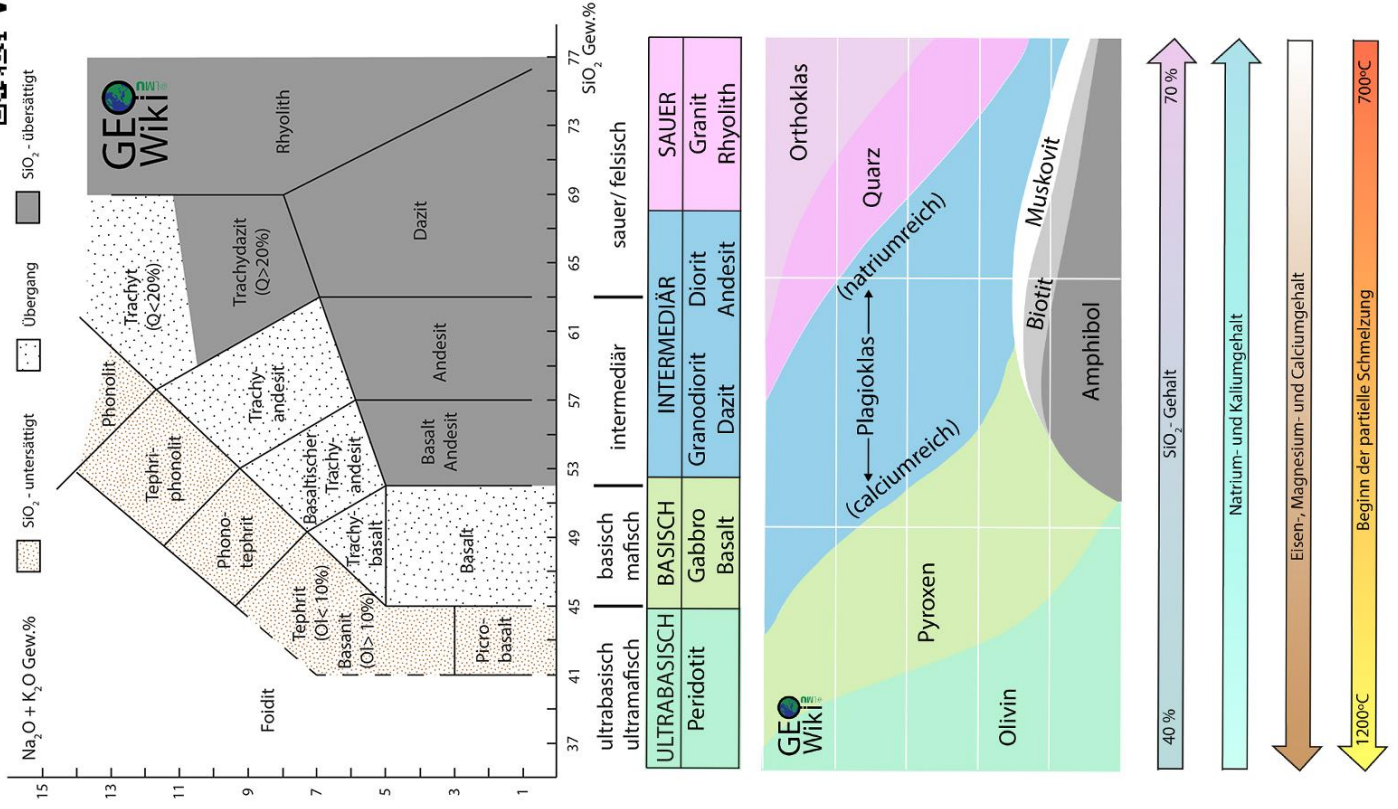 Na₂O + K₂O Gew.%
SiO₂ - untersättigt
Übergang
SiO₂ - übersättigt
15
13
11
9
7
5
3
1
37
41
45
49
53
57
61
65
69
73
77
SiO₂ Gew.%
Foidit
Phonolit
Tephri-
phonolit
Phono-
tephrit
Tephrit
(Ol < 10%)
Basanit
(Ol> 10%)
Picro-
basalt
Basalt
Trachy-
basalt
Basaltischer
Trachy-
andesit
Trachy-
andesit
Basalt
Andesit
Andesit
Dazit
Trachyt
(Q<20%)
Trachydazit
(Q>20%)
Rhyolith
GEO
Wiki
@LMU
ultrabasisch
ultramafisch
basisch
mafisch
intermediär
sauer/ felsisch
ULTRABASISCH
BASISCH
INTERMEDIÄR
SAUER
Peridotit
Gabbro
Basalt
Granodiorit
Dazit
Diorit
Andesit
Granit
Rhyolith
GEO
Wiki
@LMU
Olivin
Pyroxen
(calciumreich)
Plagioklas
(natriumreich)
Orthoklas
Quarz
Muskovit
Biotit
Amphibol
40 %
SiO₂- Gehalt
70 %
Natrium- und Kaliumgehalt
Eisen-, Magnesium- und Calciumgehalt
1200°C
Beginn der partielle Schmelzung
700°C